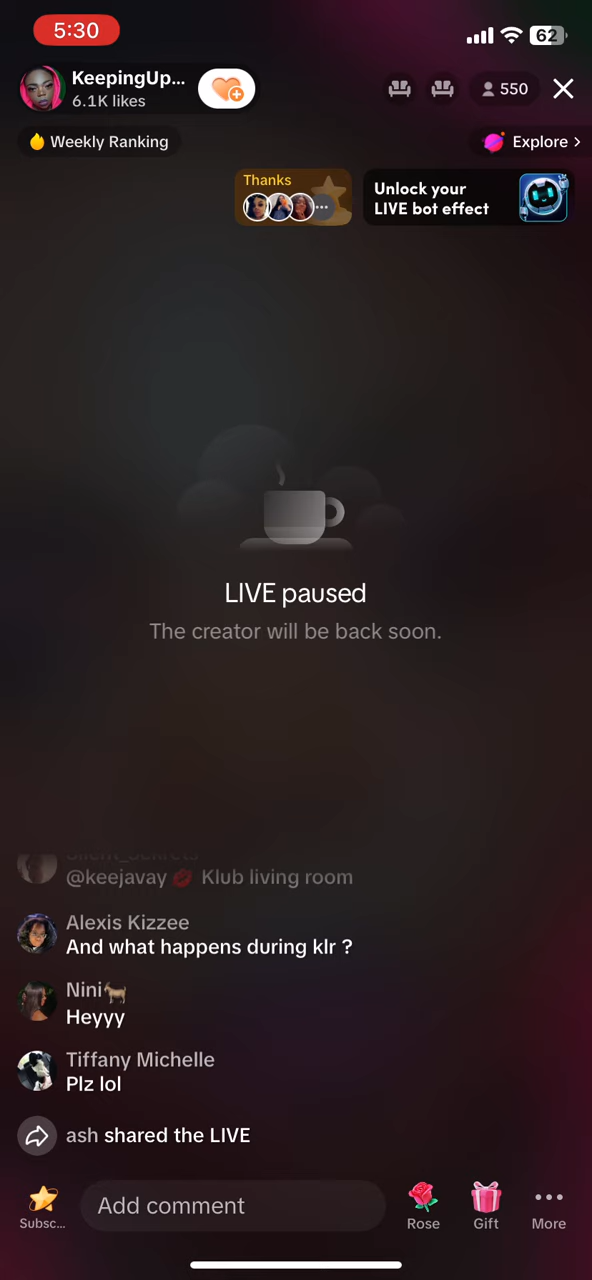 5:30
62
KeepingUp...
6.1K likes
550
Weekly Ranking
Explore >
Thanks
Unlock your
LIVE bot effect
LIVE paused
The creator will be back soon.
@keejavay 💋 Klub living room
Alexis Kizzee
And what happens during klr ?
Nini🐐
Heyyy
Tiffany Michelle
Plz lol
ash shared the LIVE
Subsc...
Add comment
Rose
Gift
More